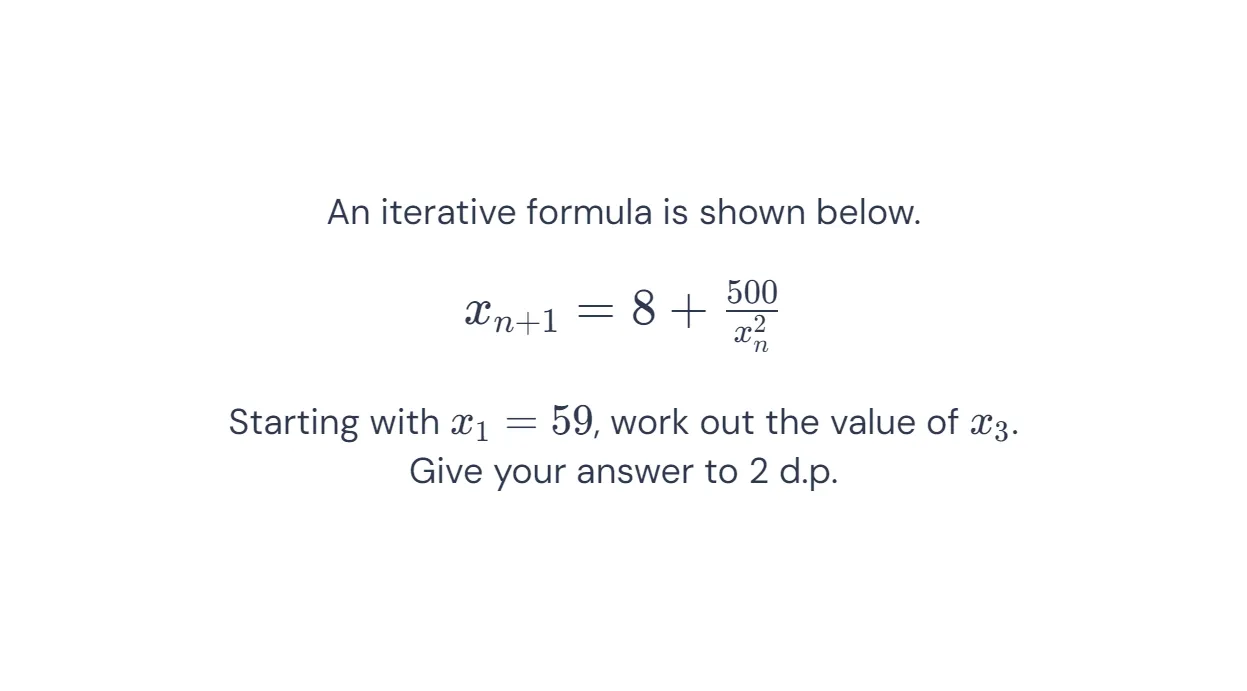 An iterative formula is shown below.
$x_{n+1} = 8 + \frac{500}{x_n^2}$
Starting with $x_1 = 59$, work out the value of $x_3$.
Give your answer to 2 d.p.